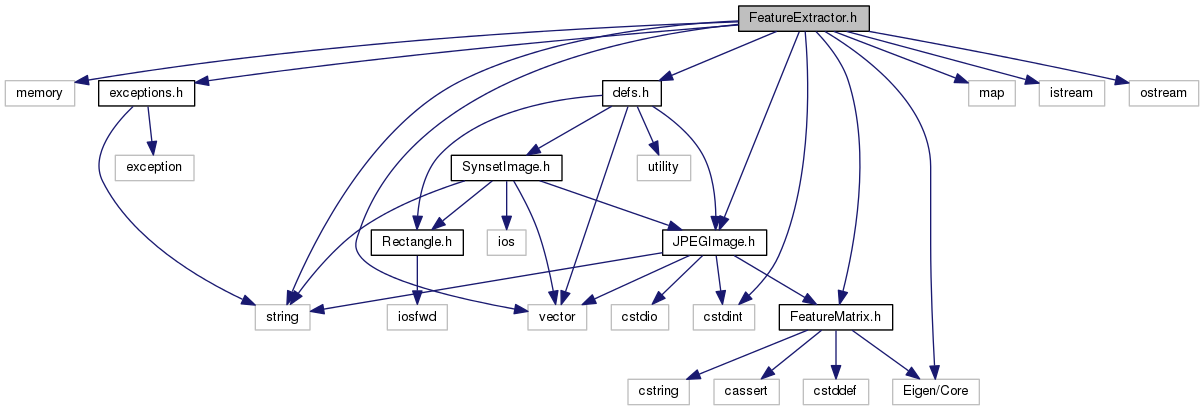 FeatureExtractor.h
memory
exceptions.h
defs.h
map
istream
ostream
exception
SynsetImage.h
utility
Rectangle.h
ios
JPEGImage.h
string
iosfwd
vector
cstdio
cstdint
FeatureMatrix.h
cstring
cassert
cstddef
Eigen/Core